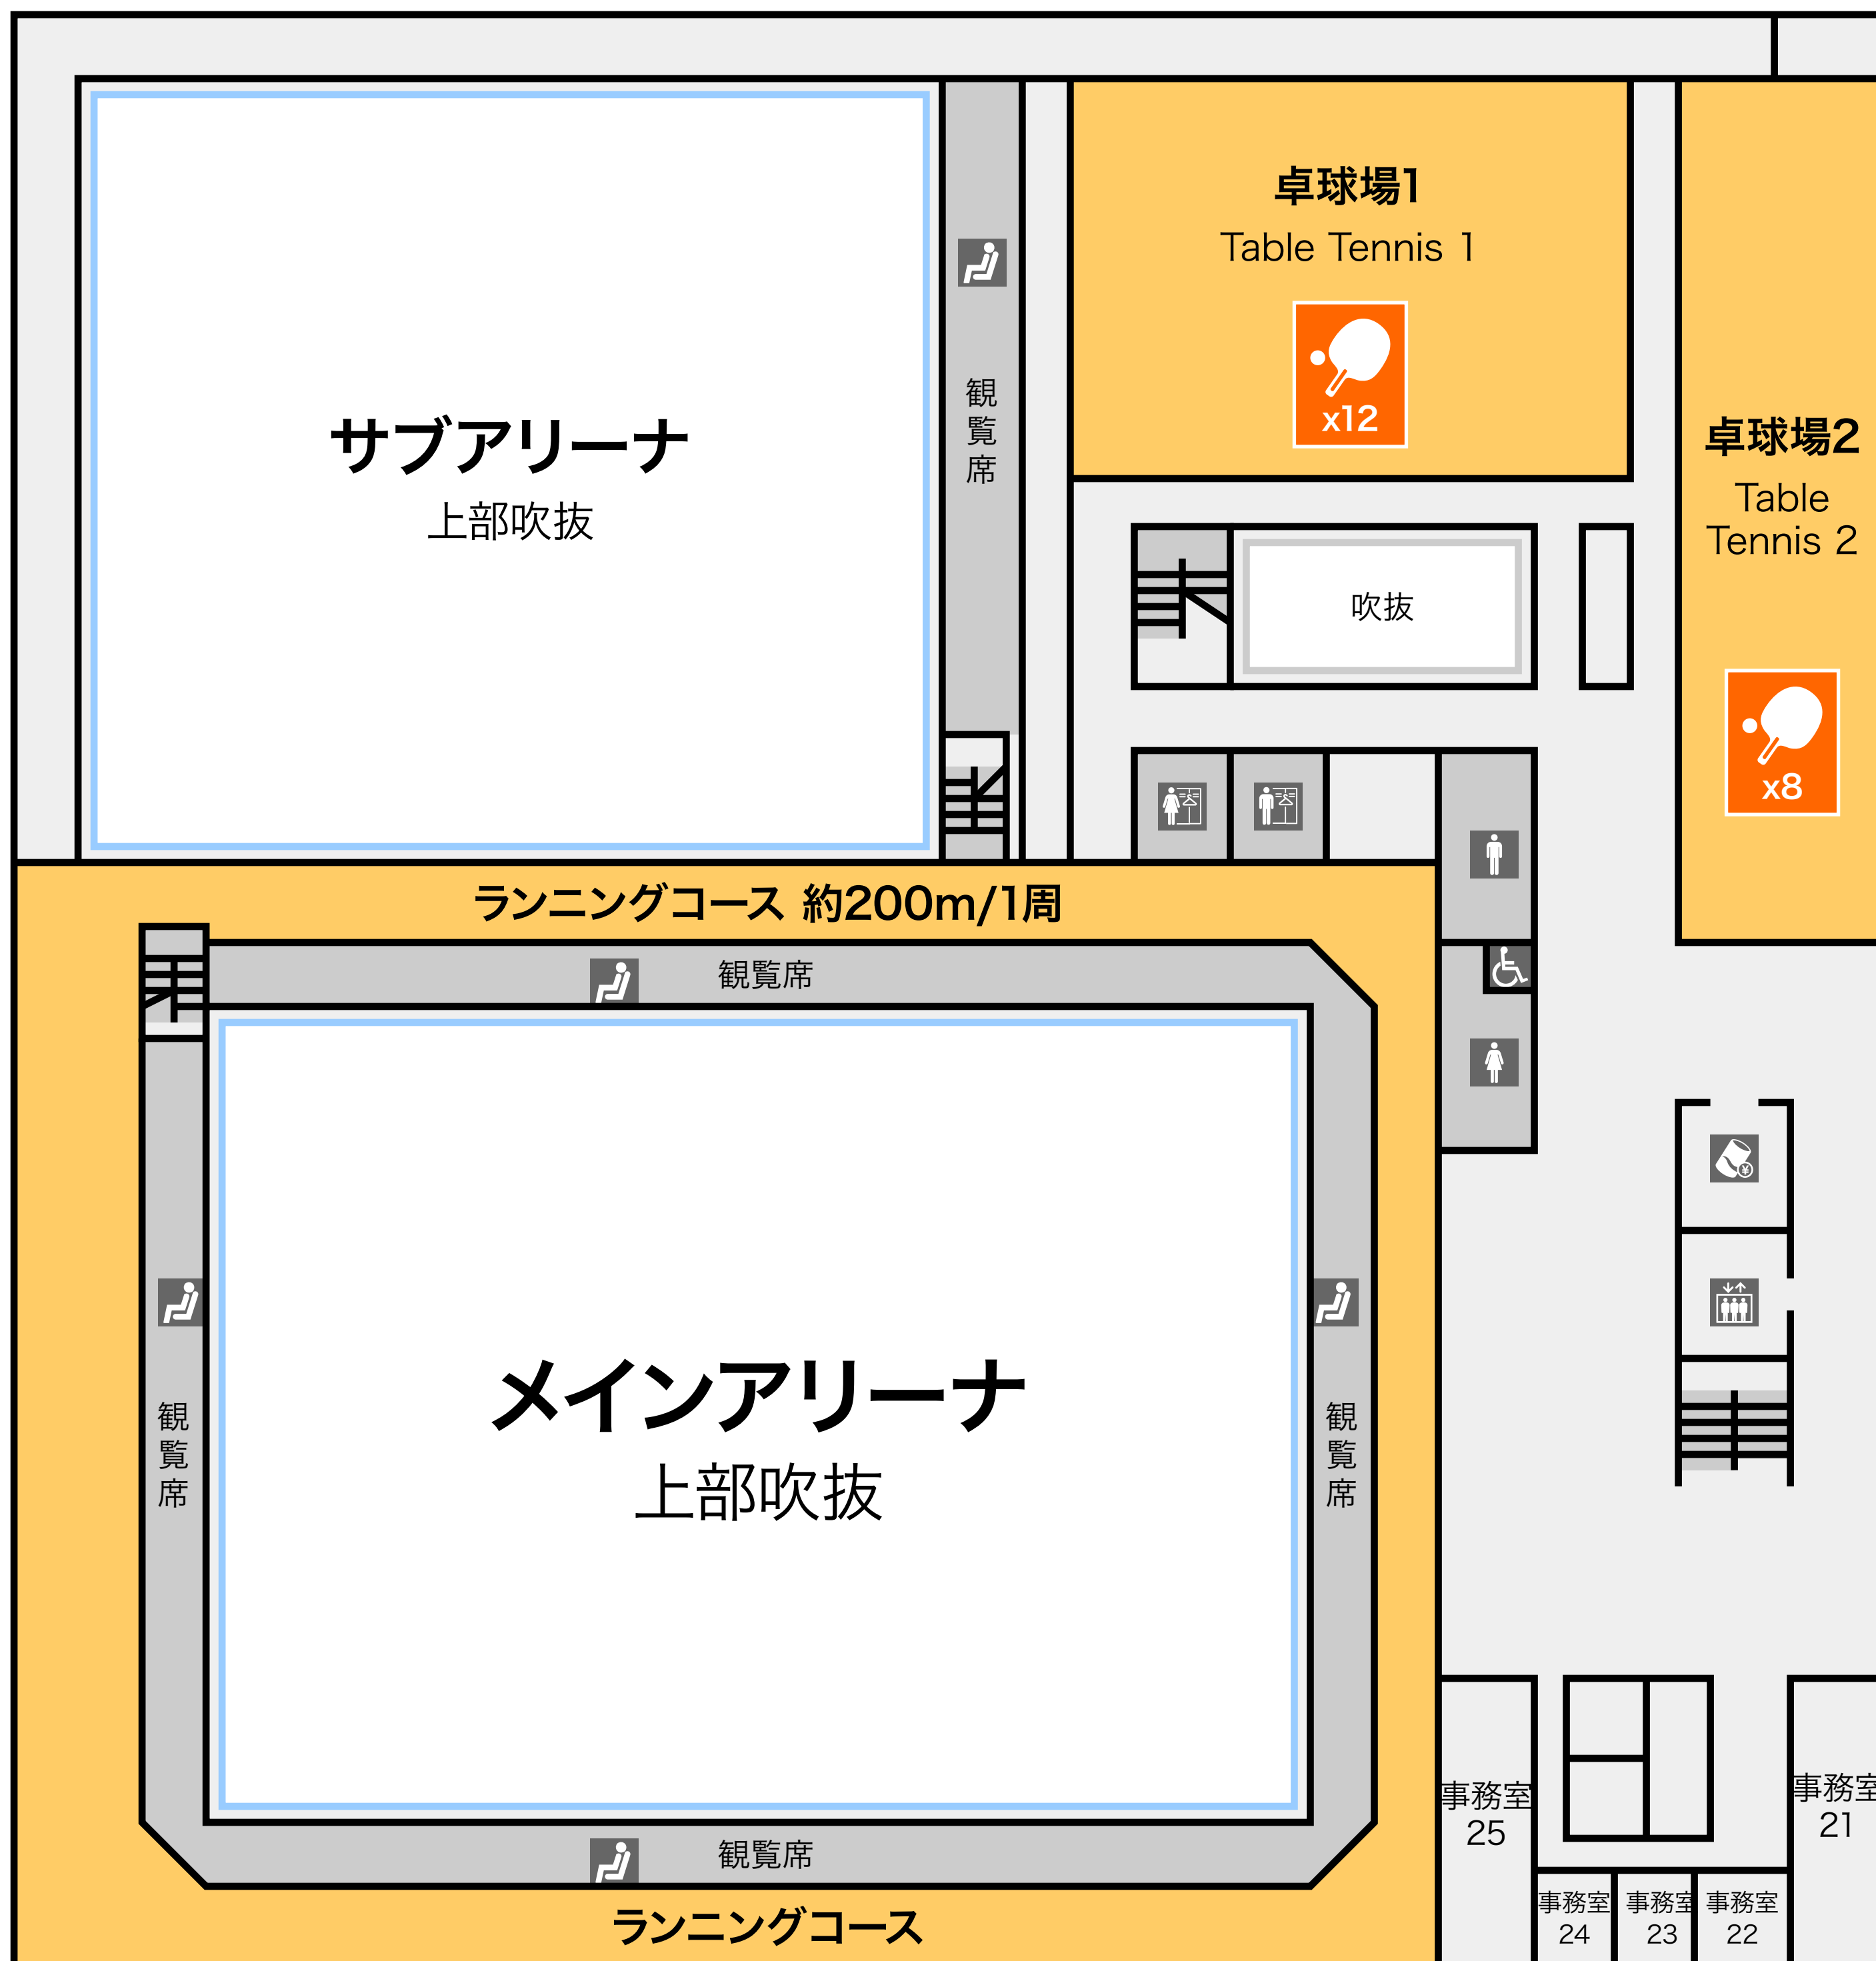 卓球場1
Table Tennis 1
x12
観覧席
サブアリーナ
上部吹抜
卓球場2
Table
Tennis 2
吹抜
x8
ランニングコース 約200m/1周
観覧席
メインアリーナ
上部吹抜
観覧席
観覧席
事務室
25
事務室
21
観覧席
事務室
24
事務室
23
事務室
22
ランニングコース